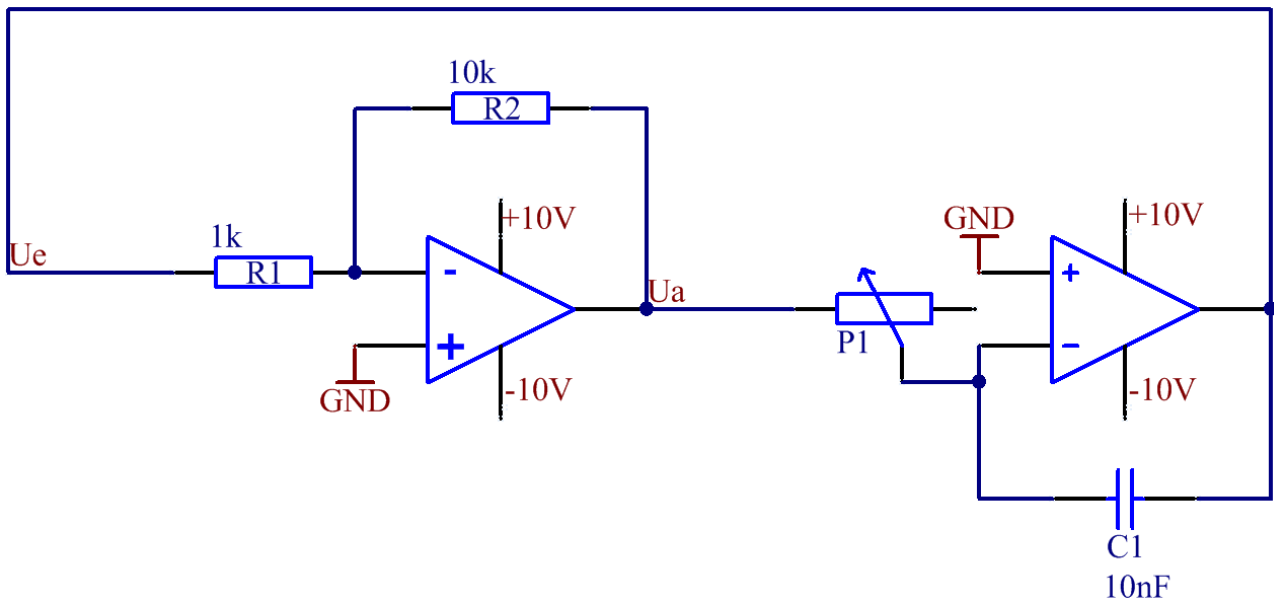 10k
R2
+10V
GND
+10V
1k
Ue
R1
-
Ua
+
P1
+
-
GND
-10V
-10V
C1
10nF